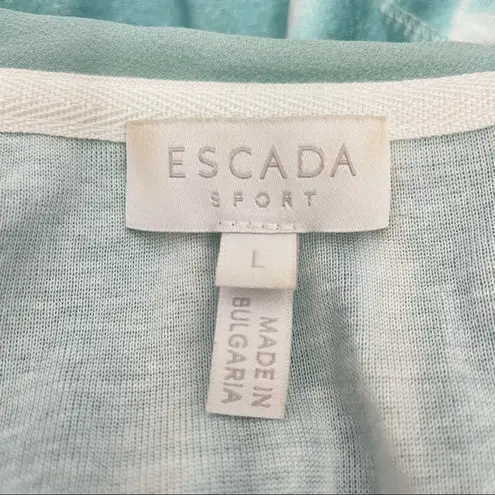 ESCADA
SPORT
L
MADE IN
BULGARIA